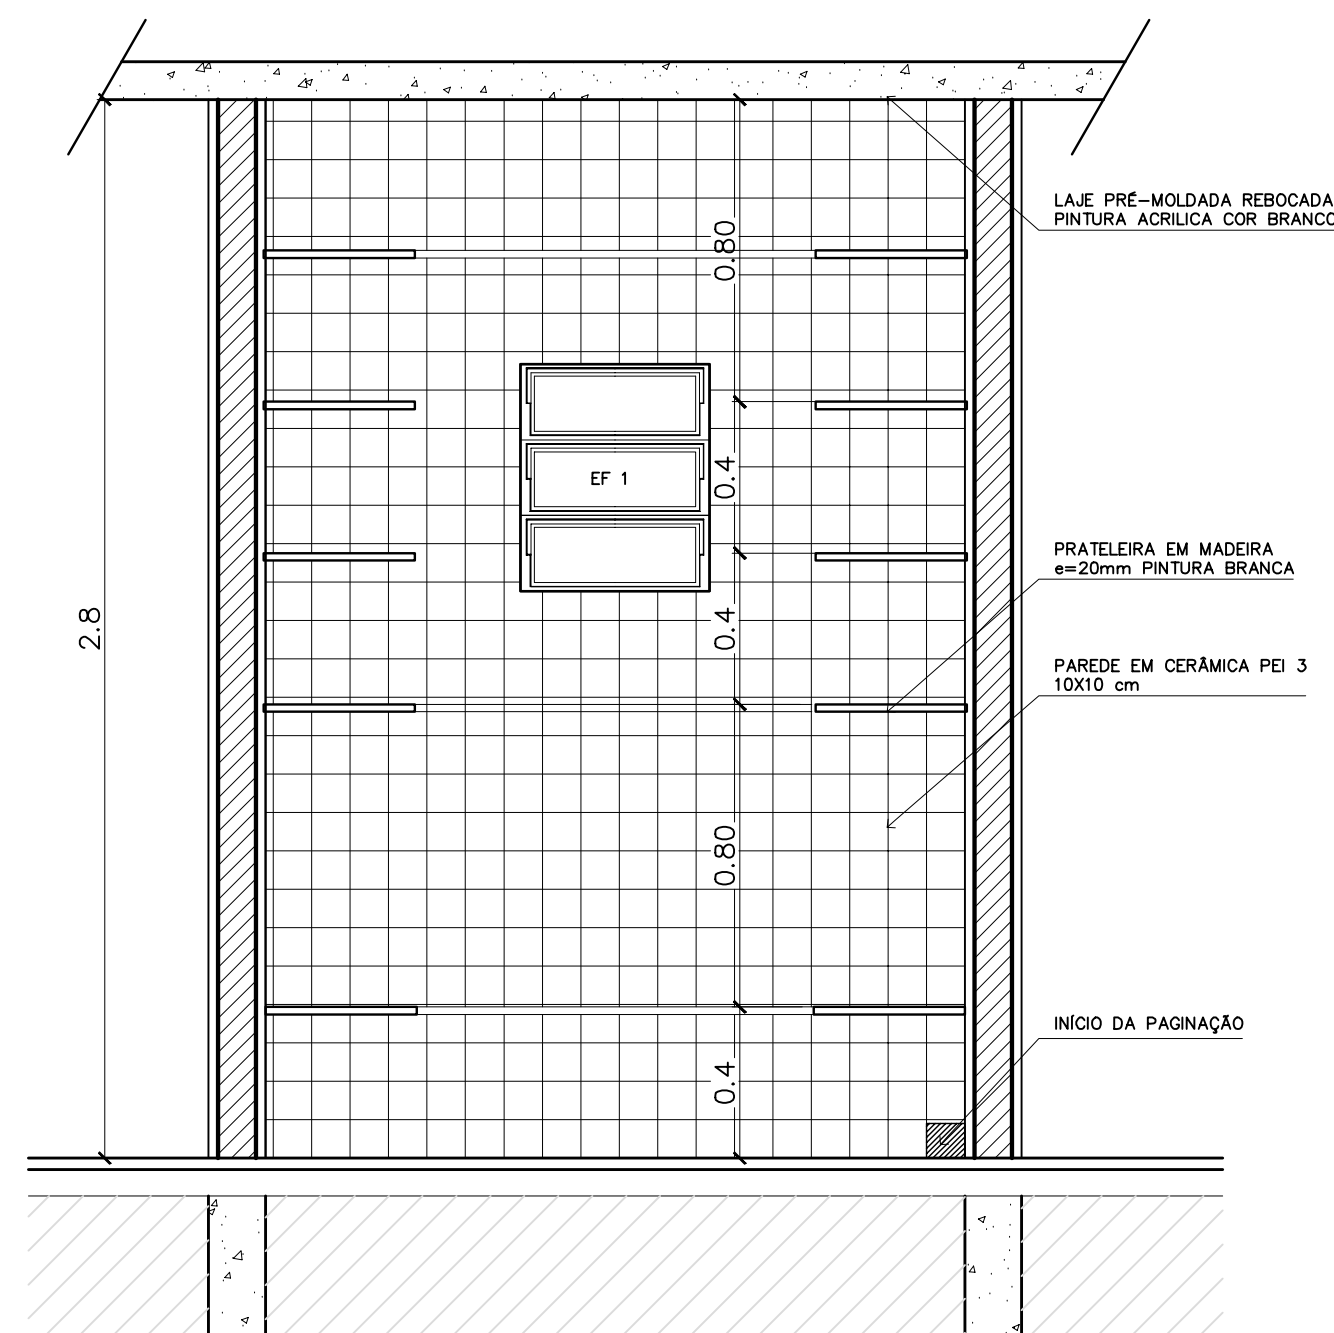 LAJE PRÉ-MOLDADA REBOCADA
PINTURA ACRILICA COR BRANCO
0.80
EF 1
0.4
PRATELEIRA EM MADEIRA
e=20mm PINTURA BRANCA
2.8
0.4
PAREDE EM CERÂMICA PEI 3
10X10 cm
0.80
INÍCIO DA PAGINAÇÃO
0.4